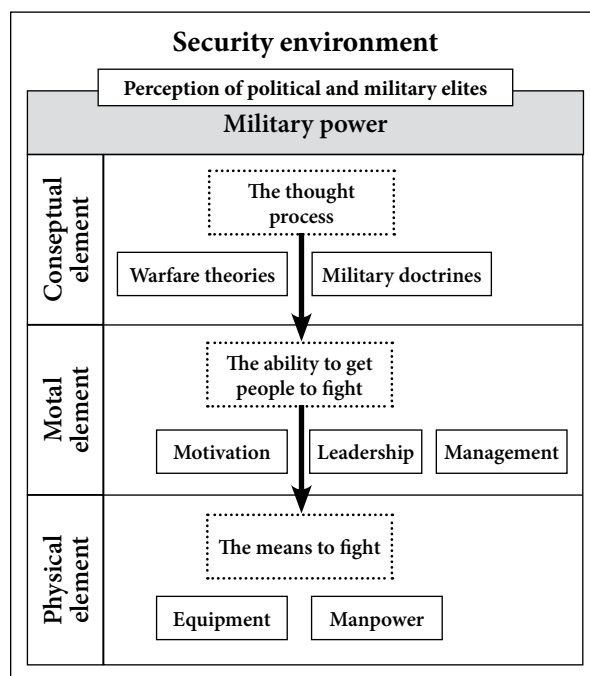 Security environment
Perception of political and military elites
Military power
Conseptual
element
The thought
process
Warfare theories
Military doctrines
Motal
element
The ability to get
people to fight
Motivation
Leadership
Management
Physical
element
The means to fight
Equipment
Manpower